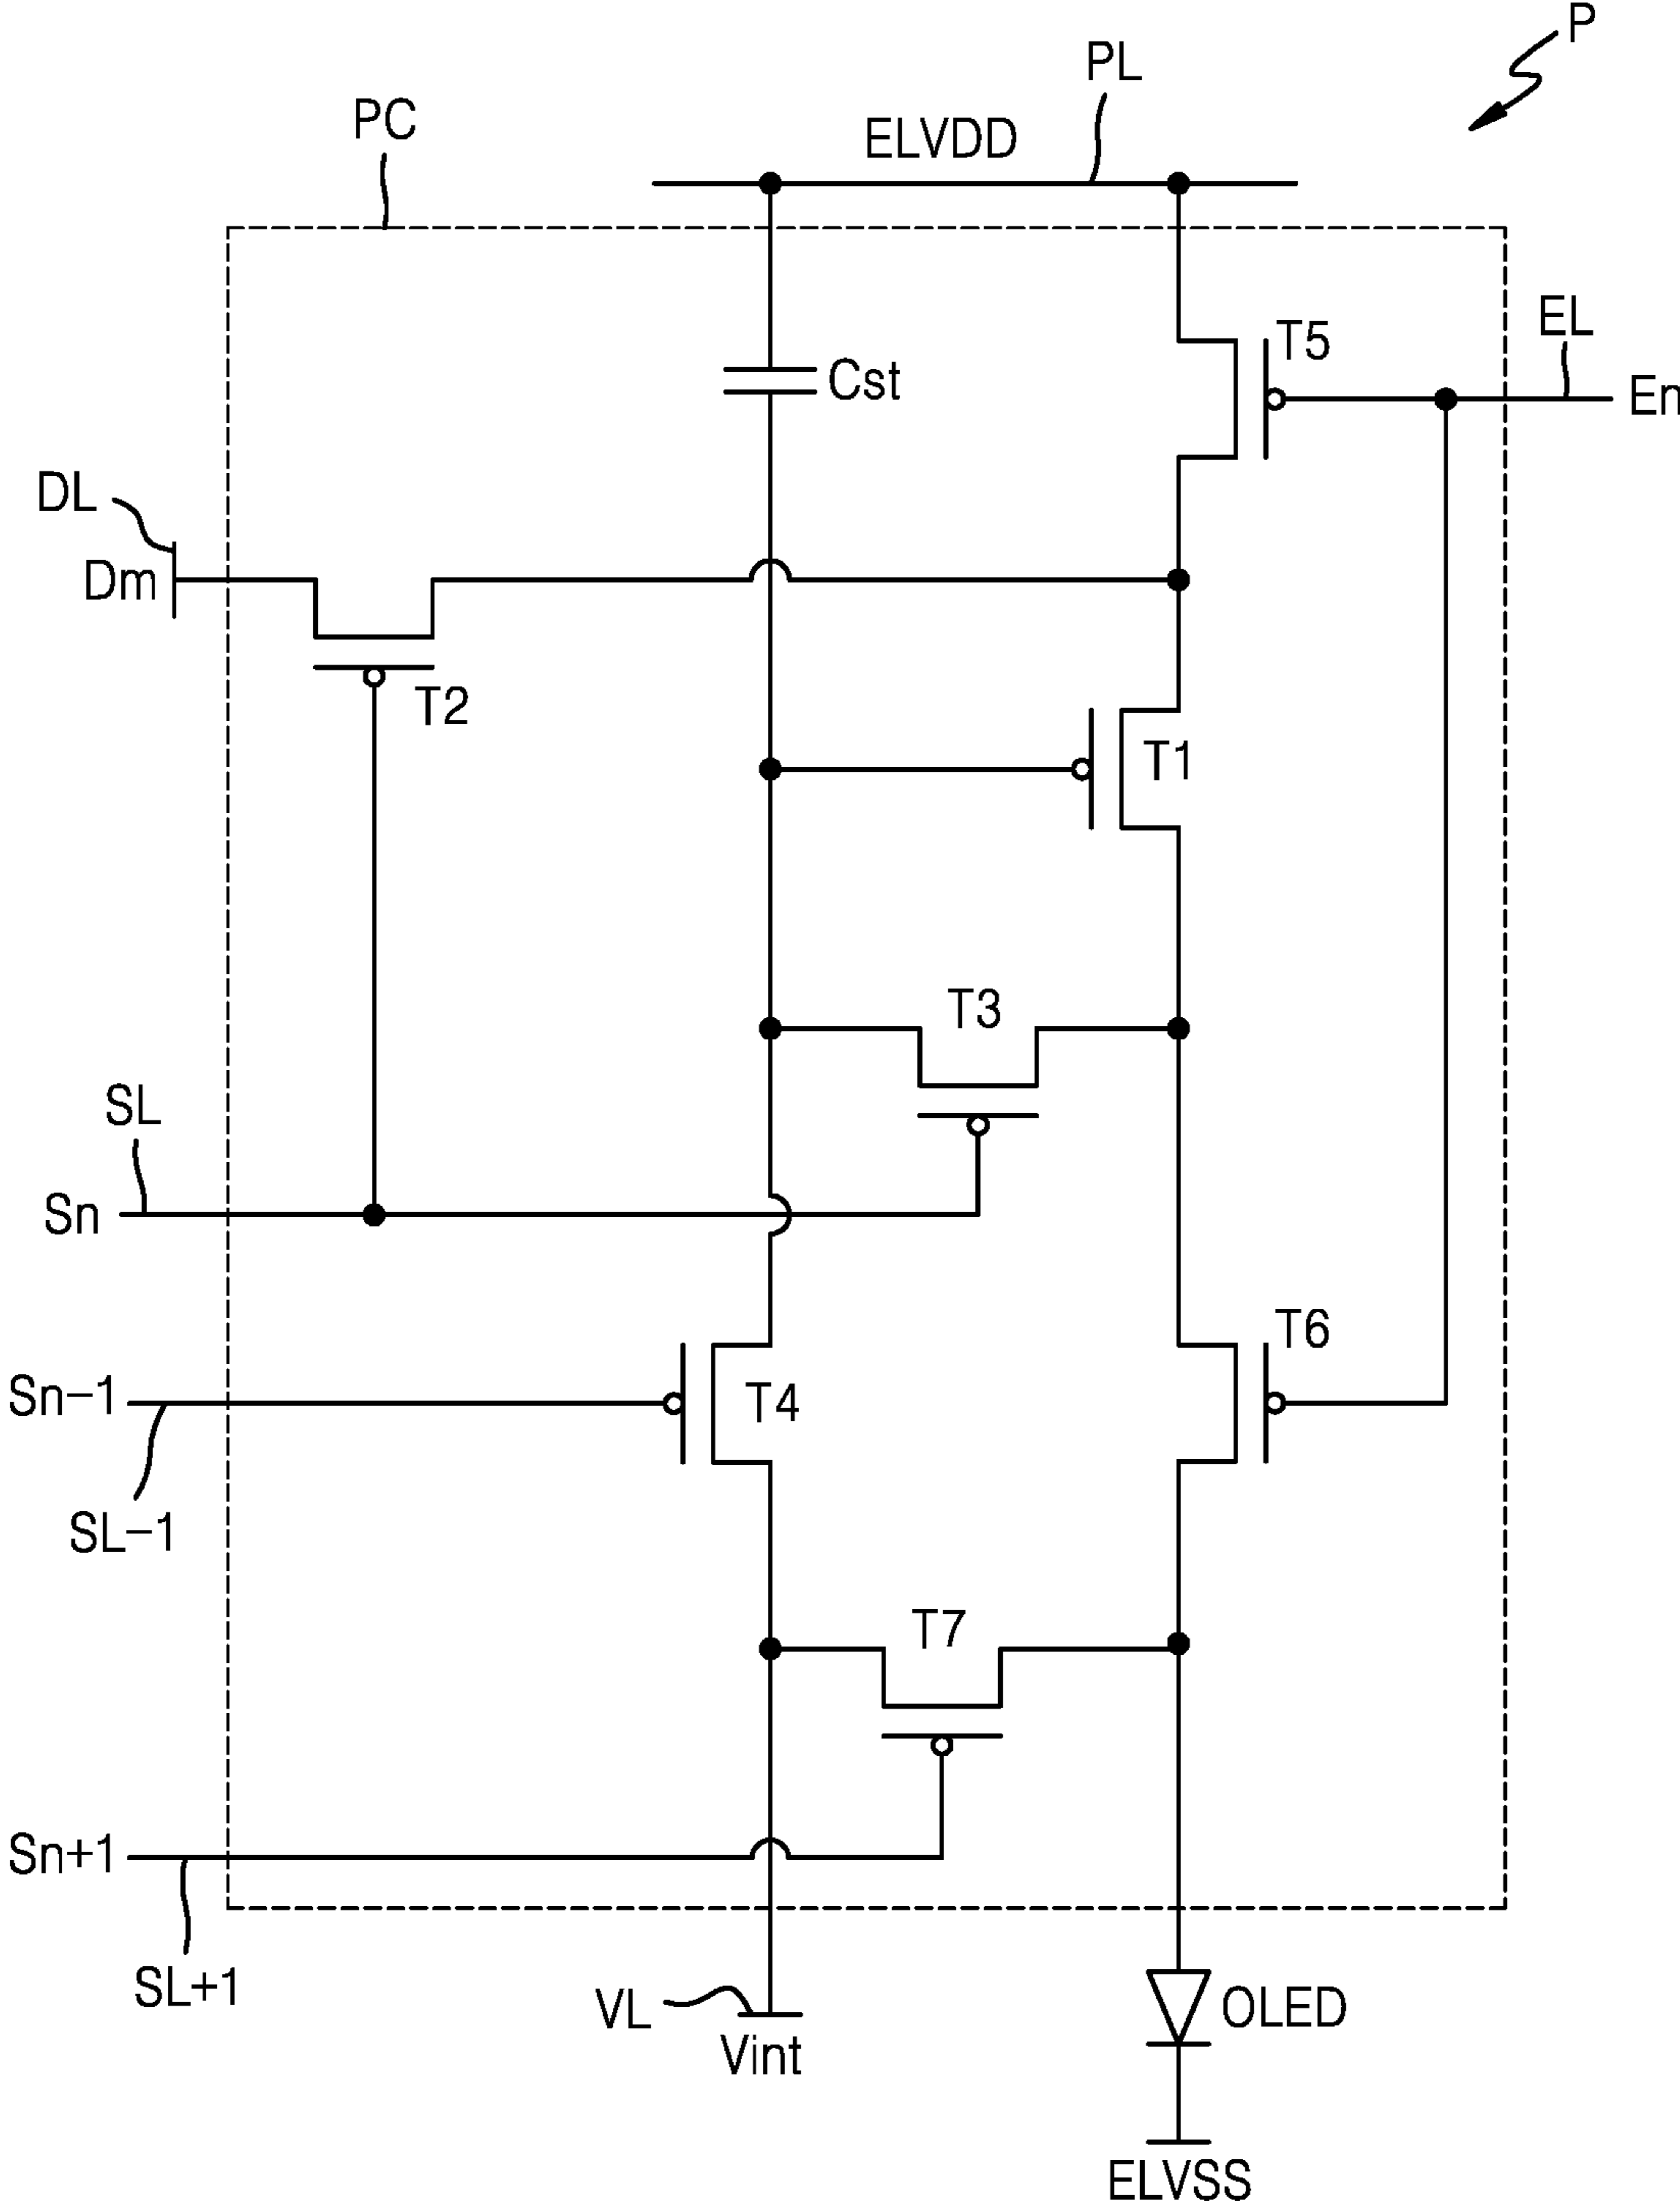 P
PL
PC
ELVDD
T5
EL
Cst
En
DL
Dm
T2
T1
T3
SL
Sn
T6
Sn−1
T4
SL−1
T7
Sn+1
SL+1
VL
OLED
Vint
ELVSS